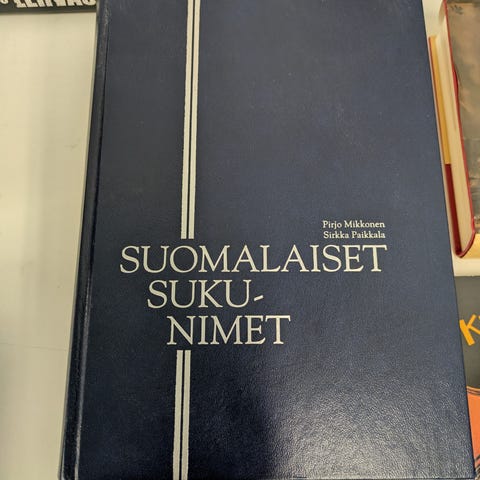 Pirjo Mikkonen
Sirkka Paikkala
SUOMALAISET
SUKU-
NIMET